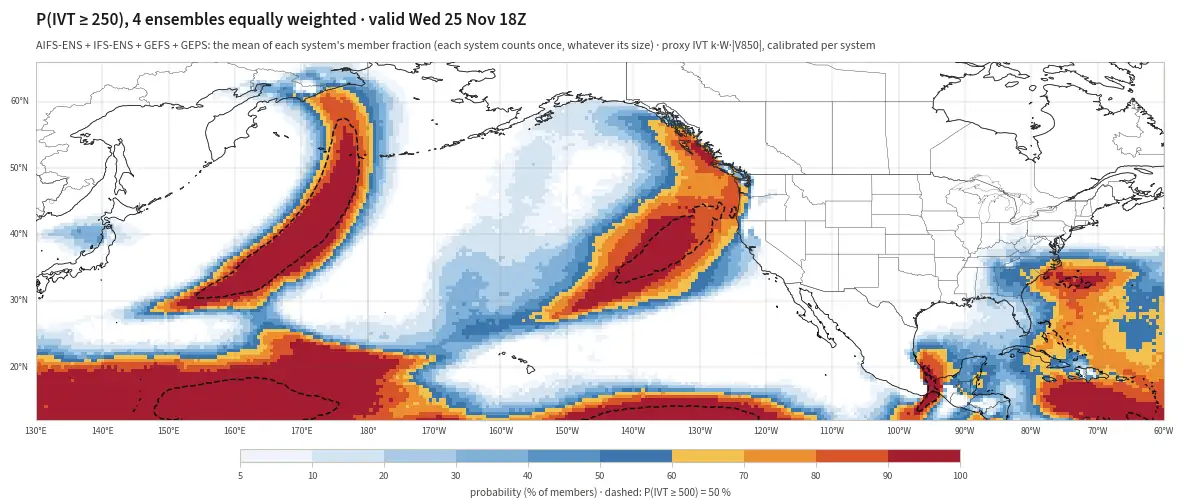 P(IVT ≥ 250), 4 ensembles equally weighted · valid Wed 25 Nov 18Z
AIFS-ENS + IFS-ENS + GEFS + GEPS: the mean of each system's member fraction (each system counts once, whatever its size) · proxy IVT k·W·|V850|, calibrated per system
60°N
50°N
40°N
30°N
20°N
130°E 140°E 150°E 160°E 170°E 180° 170°W 160°W 150°W 140°W 130°W 120°W 110°W 100°W 90°W 80°W 70°W 60°W
5 10 20 30 40 50 60 70 80 90 100
probability (% of members) · dashed: P(IVT ≥ 500) = 50 %